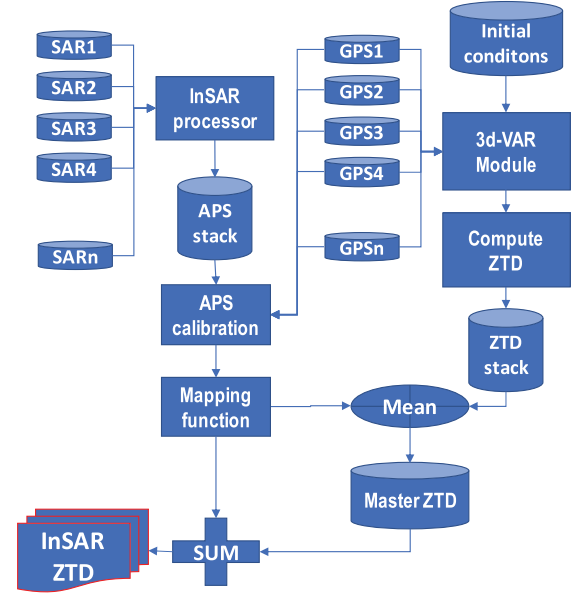 SAR1
SAR2
SAR3
SAR4
SARn
InSAR
processor
APS
stack
APS
calibration
Mapping
function
GPS1
GPS2
GPS3
GPS4
GPSn
Initial
conditons
3d-VAR
Module
Compute
ZTD
ZTD
stack
Mean
Master ZTD
SUM
InSAR
ZTD